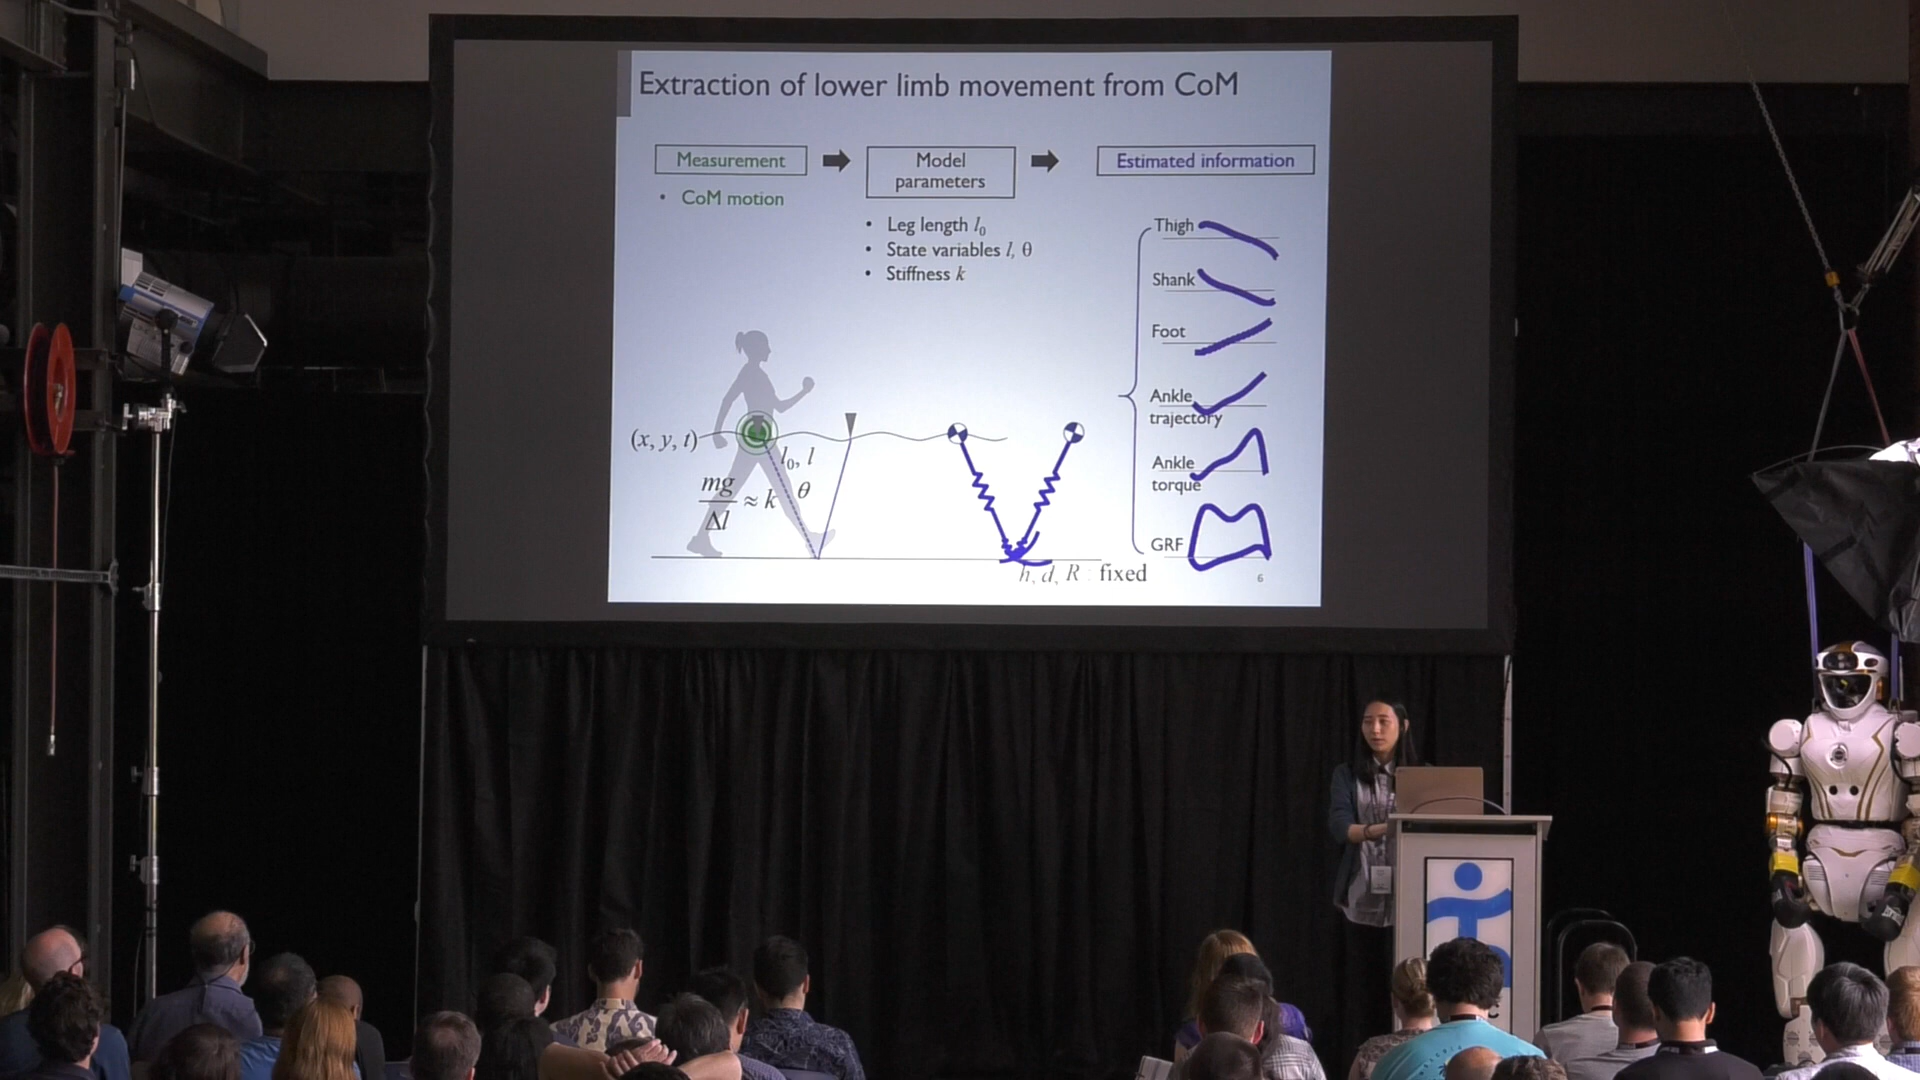 Extraction of lower limb movement from CoM
Measurement
• CoM motion
Model
parameters
• Leg length l₀
• State variables l, θ
• Stiffness k
Estimated information
Thigh
Shank
Foot
Ankle
trajectory
Ankle
torque
GRF
(x, y, t)
l₀, l
θ
mg
Δl
≈ k
h, d, R : fixed
6